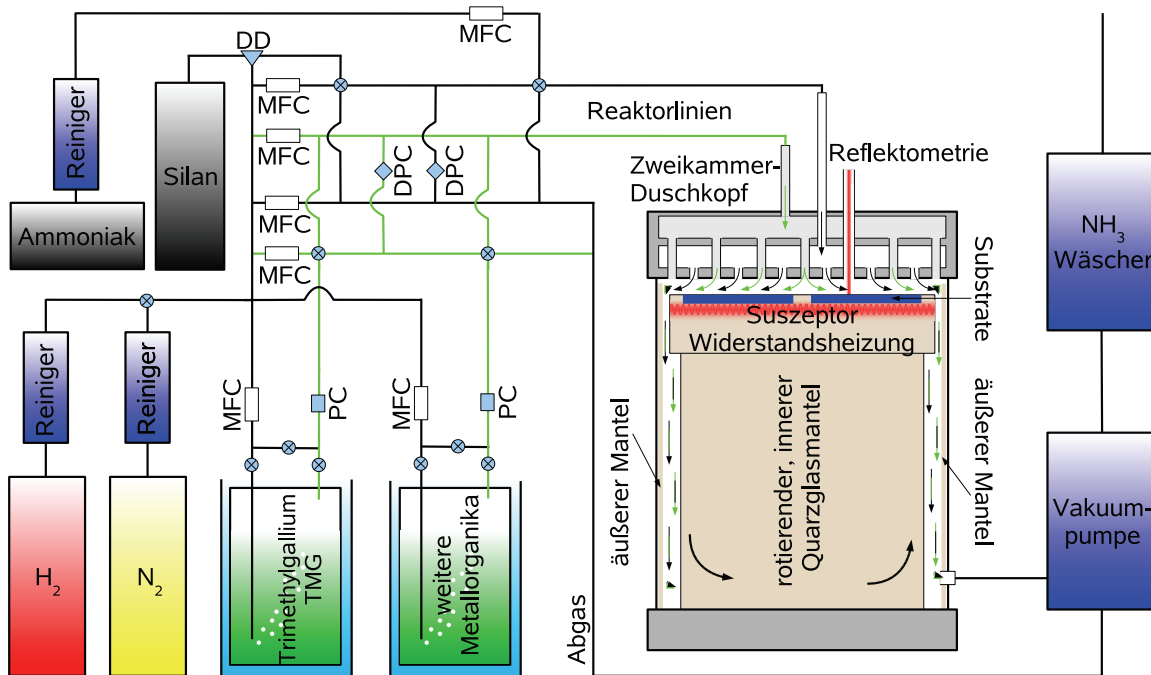 MFC
DD
Reiniger
Silan
Ammoniak
MFC
MFC
MFC
MFC
DPC
DPC
Reaktorlinien
Zweikammer-
Duschkopf
Reflektometrie
NH3
Wäscher
Substrate
Suszeptor
Widerstandsheizung
Reiniger
Reiniger
MFC
PC
MFC
PC
H2
N2
Trimethylgallium
TMG
weitere
Metallorganika
Abgas
äußerer Mantel
rotierender, innerer
Quarzglasmantel
äußerer Mantel
Vakuum-
pumpe